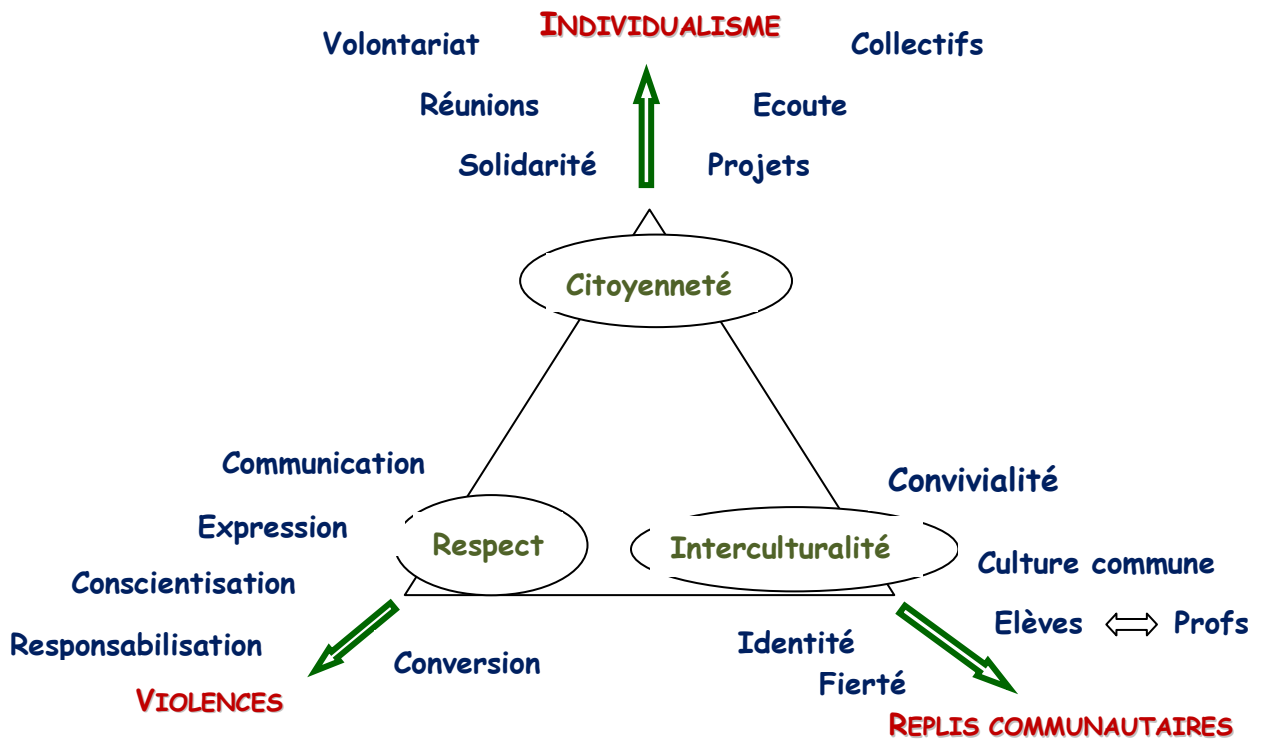 INDIVIDUALISME
Volontariat
Collectifs
Réunions
Ecoute
Solidarité
Projets
Citoyenneté
Communication
Convivialité
Expression
Respect
Interculturalité
Culture commune
Conscientisation
Elèves
Profs
Responsabilisation
Identité
Conversion
Fierté
VIOLENCES
REPLIS COMMUNAUTAIRES